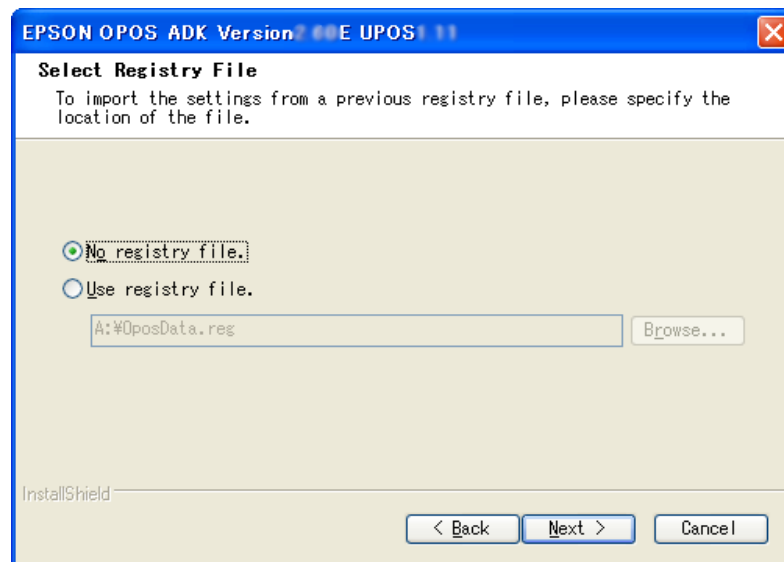 EPSON OPOS ADK Version E UPOS
Select Registry File
To import the settings from a previous registry file, please specify the
location of the file.
No registry file.
Use registry file.
A:¥OposData.reg
Browse...
InstallShield
< Back
Next >
Cancel